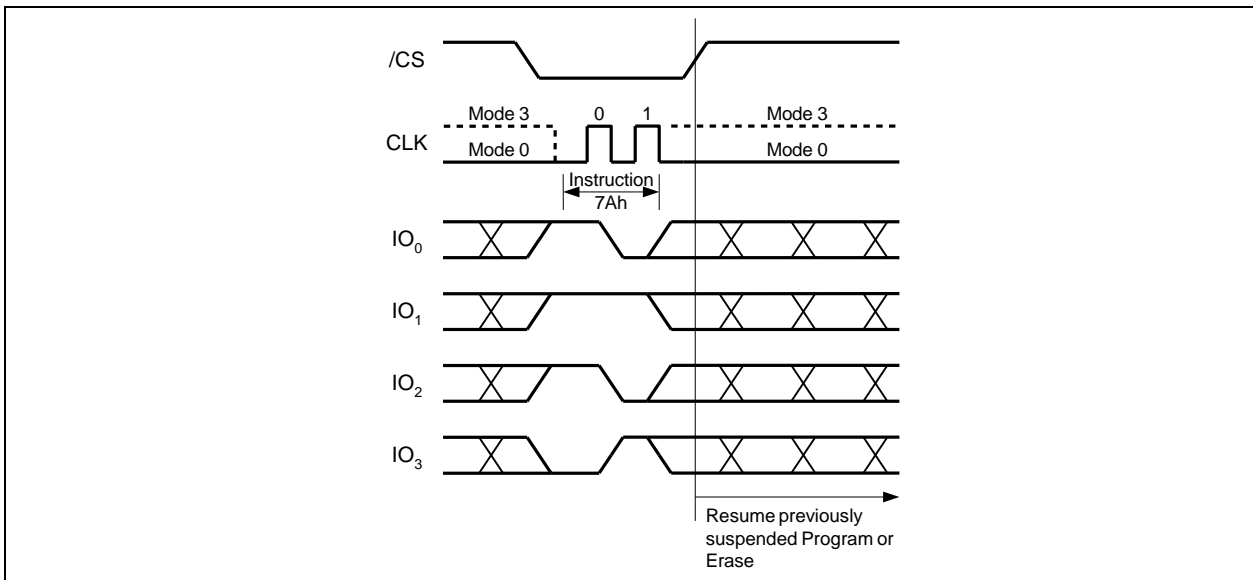 /CS
Mode 3 0 1 Mode 3
CLK
Mode 0 Mode 0
Instruction
7Ah
IO0
IO1
IO2
IO3
Resume previously
suspended Program or
Erase